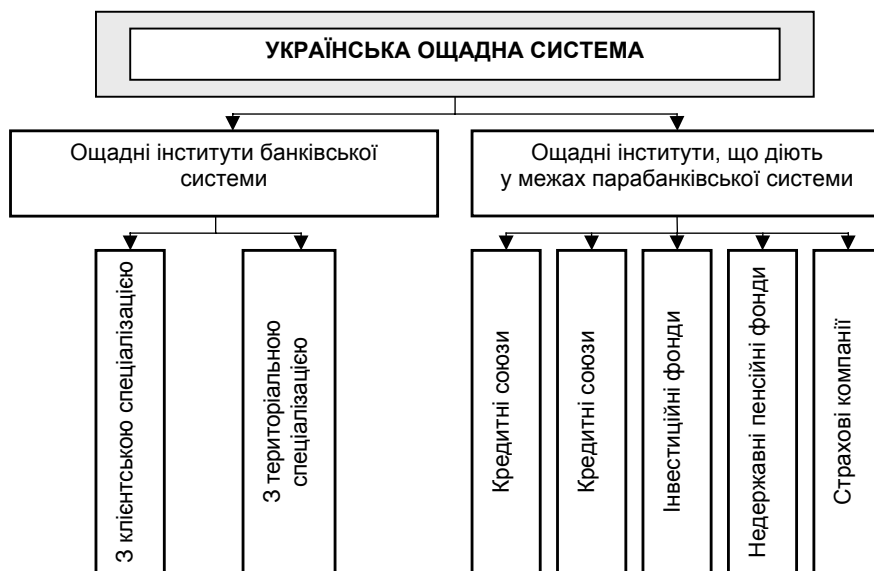 УКРАЇНСЬКА ОЩАДНА СИСТЕМА
Ощадні інститути банківської
системи
Ощадні інститути, що діють
у межах парабанківської системи
З клієнтською спеціалізацією
З територіальною
спеціалізацією
Кредитні союзи
Кредитні союзи
Інвестиційні фонди
Недержавні пенсійні фонди
Страхові компанії